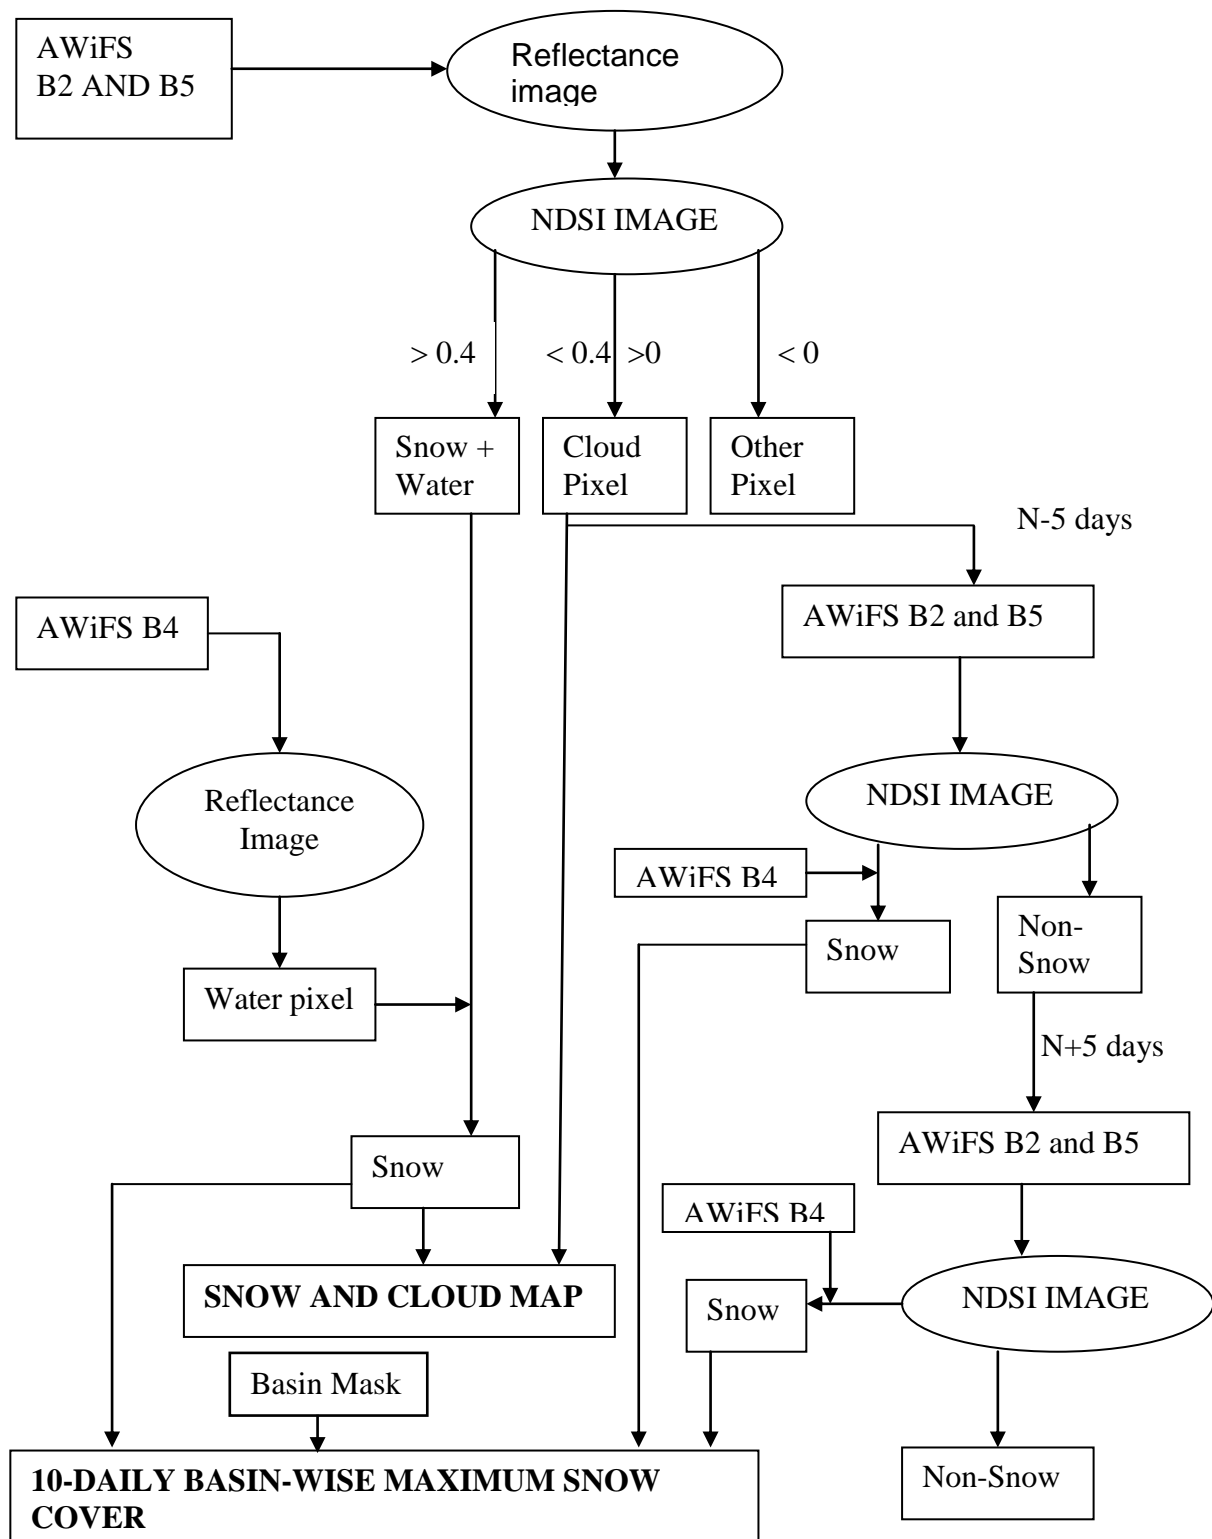 AWiFS
B2 AND B5
Reflectance
image
NDSI IMAGE
> 0.4
< 0.4 >0
< 0
Snow +
Water
Cloud
Pixel
Other
Pixel
N-5 days
AWiFS B4
AWiFS B2 and B5
Reflectance
Image
NDSI IMAGE
AWiFS B4
Snow
Non-
Snow
Water pixel
N+5 days
Snow
AWiFS B2 and B5
AWiFS B4
SNOW AND CLOUD MAP
Snow
NDSI IMAGE
Basin Mask
10-DAILY BASIN-WISE MAXIMUM SNOW
COVER
Non-Snow